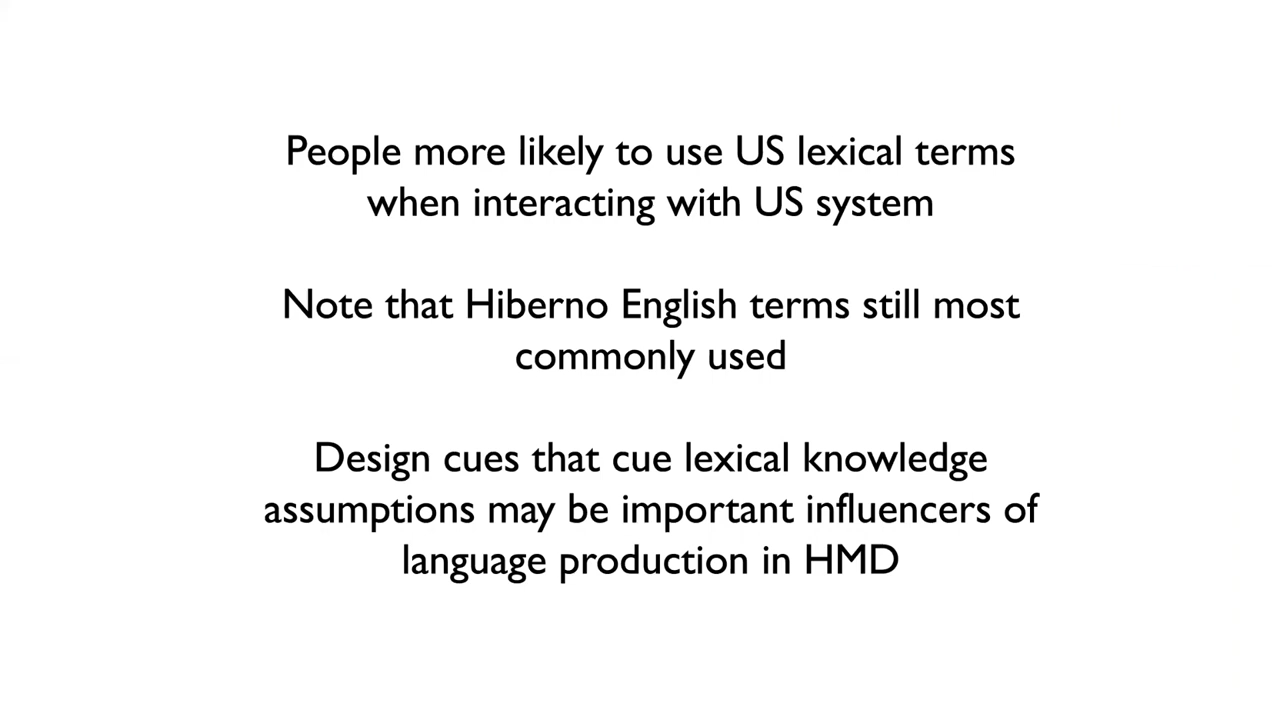 People more likely to use US lexical terms
when interacting with US system
Note that Hiberno English terms still most
commonly used
Design cues that cue lexical knowledge
assumptions may be important influencers of
language production in HMD